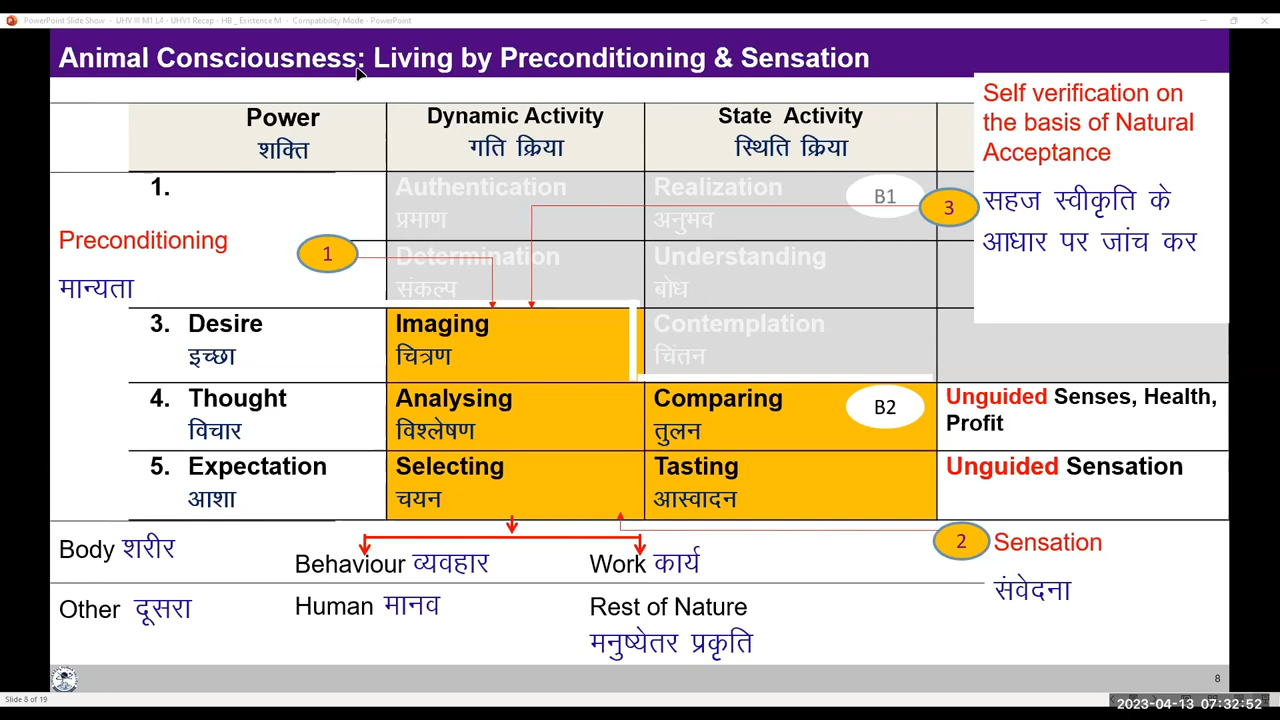 PowerPoint Slide Show - UHV III M1 L4 - UHV1 Recap - HB _ Existence M - Compatibility Mode - PowerPoint
Animal Consciousness: Living by Preconditioning & Sensation
Self verification on
the basis of Natural
Acceptance
सहज स्वीकृति के
आधार पर जांच कर
Power
शक्ति
Dynamic Activity
गति क्रिया
State Activity
स्थिति क्रिया
1.
Authentication
प्रमाण
Realization
अनुभव
B1
3
Preconditioning
मान्यता
1
Determination
संकल्प
Understanding
बोध
3. Desire
इच्छा
Imaging
चित्रण
Contemplation
चिंतन
4. Thought
विचार
Analysing
विश्लेषण
Comparing
तुलन
B2
Unguided Senses, Health,
Profit
5. Expectation
आशा
Selecting
चयन
Tasting
आस्वादन
Unguided Sensation
Body शरीर
Behaviour व्यवहार
Work कार्य
2
Sensation
संवेदना
Other दूसरा
Human मानव
Rest of Nature
मनुष्येतर प्रकृति
8
Slide 8 of 19
2023-04-13 07:32:52